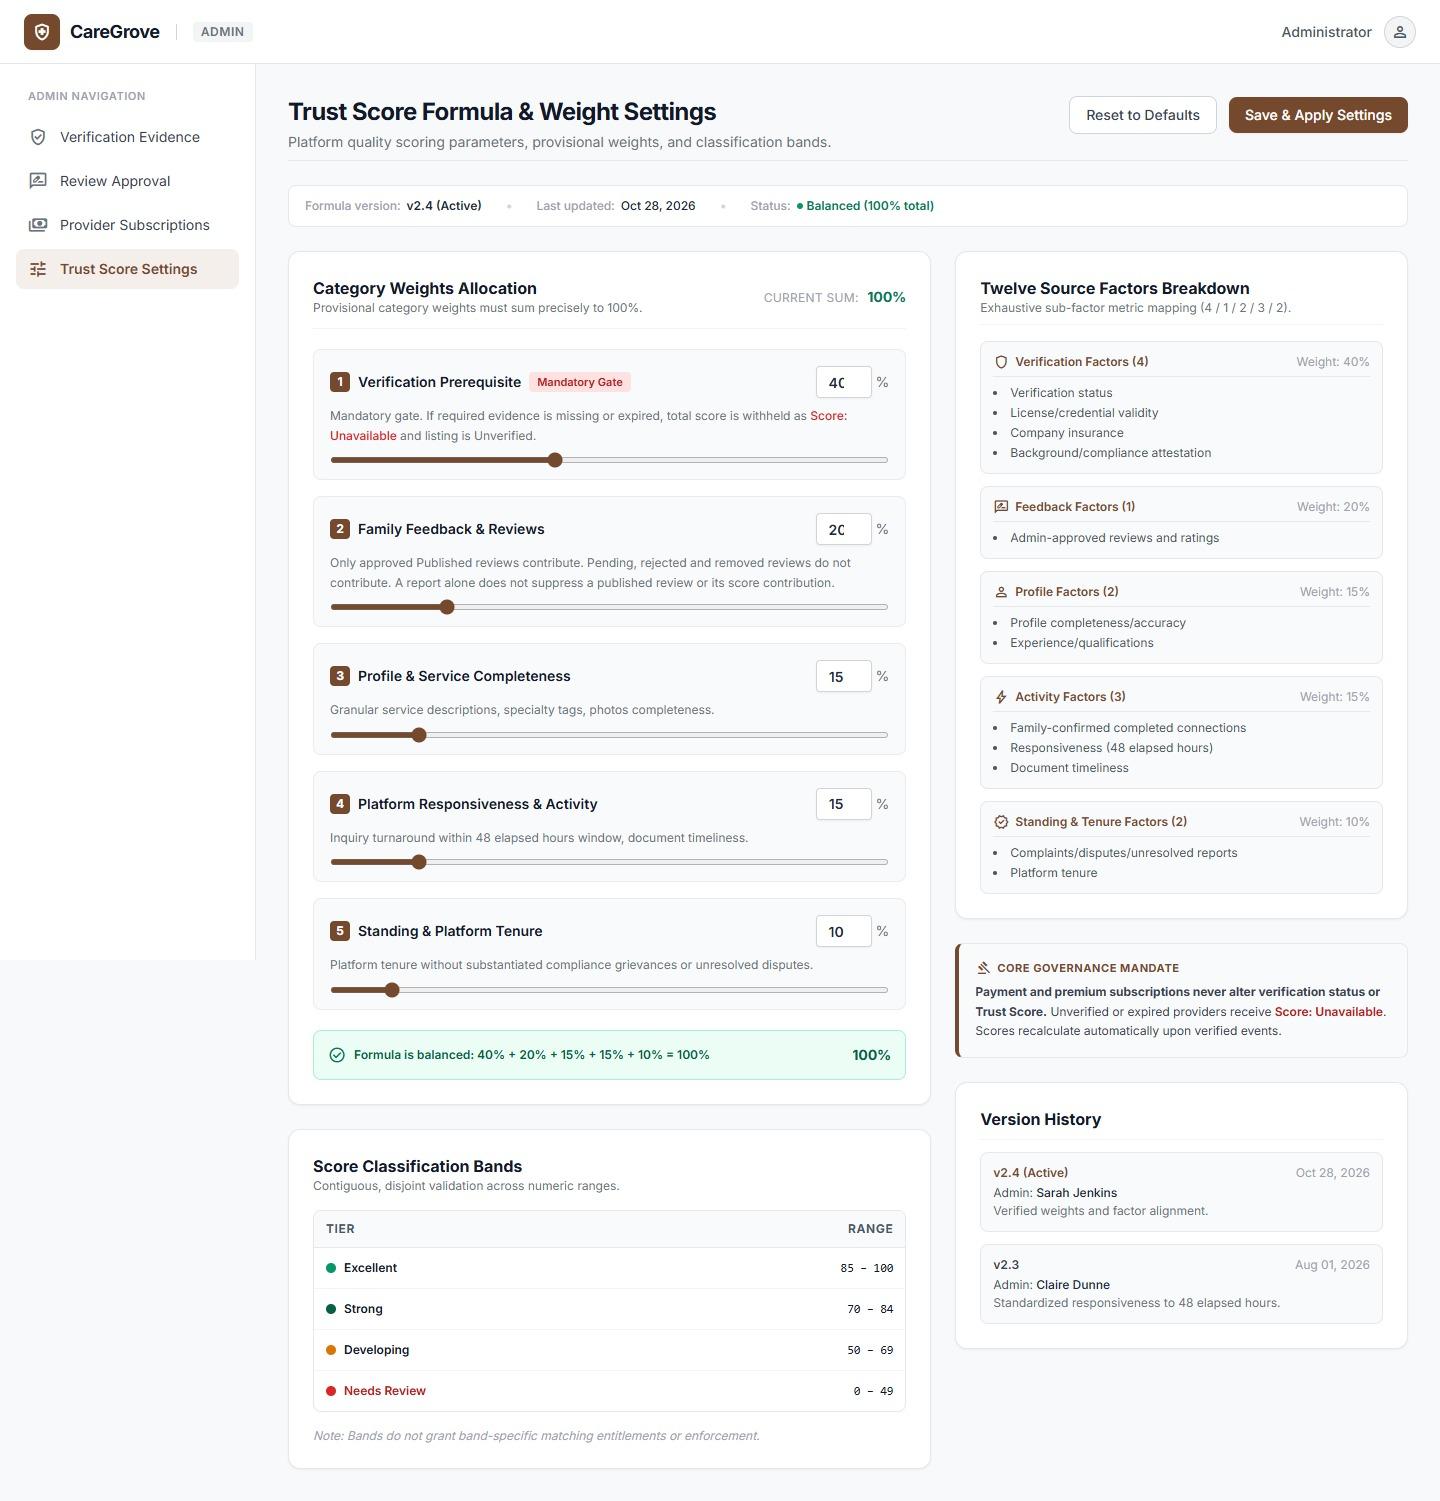 CareGrove
ADMIN
Administrator
ADMIN NAVIGATION
Verification Evidence
Review Approval
Provider Subscriptions
Trust Score Settings
Trust Score Formula & Weight Settings
Platform quality scoring parameters, provisional weights, and classification bands.
Reset to Defaults
Save & Apply Settings
Formula version: v2.4 (Active) • Last updated: Oct 28, 2026 • Status: ● Balanced (100% total)
Category Weights Allocation
Provisional category weights must sum precisely to 100%.
CURRENT SUM: 100%
1 Verification Prerequisite Mandatory Gate 40 %
Mandatory gate. If required evidence is missing or expired, total score is withheld as Score:
Unavailable and listing is Unverified.
2 Family Feedback & Reviews 20 %
Only approved Published reviews contribute. Pending, rejected and removed reviews do not
contribute. A report alone does not suppress a published review or its score contribution.
3 Profile & Service Completeness 15 %
Granular service descriptions, specialty tags, photos completeness.
4 Platform Responsiveness & Activity 15 %
Inquiry turnaround within 48 elapsed hours window, document timeliness.
5 Standing & Platform Tenure 10 %
Platform tenure without substantiated compliance grievances or unresolved disputes.
Formula is balanced: 40% + 20% + 15% + 15% + 10% = 100% 100%
Score Classification Bands
Contiguous, disjoint validation across numeric ranges.
TIER RANGE
Excellent 85 – 100
Strong 70 – 84
Developing 50 – 69
Needs Review 0 – 49
Note: Bands do not grant band-specific matching entitlements or enforcement.
Twelve Source Factors Breakdown
Exhaustive sub-factor metric mapping (4 / 1 / 2 / 3 / 2).
Verification Factors (4) Weight: 40%
• Verification status
• License/credential validity
• Company insurance
• Background/compliance attestation
Feedback Factors (1) Weight: 20%
• Admin-approved reviews and ratings
Profile Factors (2) Weight: 15%
• Profile completeness/accuracy
• Experience/qualifications
Activity Factors (3) Weight: 15%
• Family-confirmed completed connections
• Responsiveness (48 elapsed hours)
• Document timeliness
Standing & Tenure Factors (2) Weight: 10%
• Complaints/disputes/unresolved reports
• Platform tenure
CORE GOVERNANCE MANDATE
Payment and premium subscriptions never alter verification status or
Trust Score. Unverified or expired providers receive Score: Unavailable.
Scores recalculate automatically upon verified events.
Version History
v2.4 (Active) Oct 28, 2026
Admin: Sarah Jenkins
Verified weights and factor alignment.
v2.3 Aug 01, 2026
Admin: Claire Dunne
Standardized responsiveness to 48 elapsed hours.